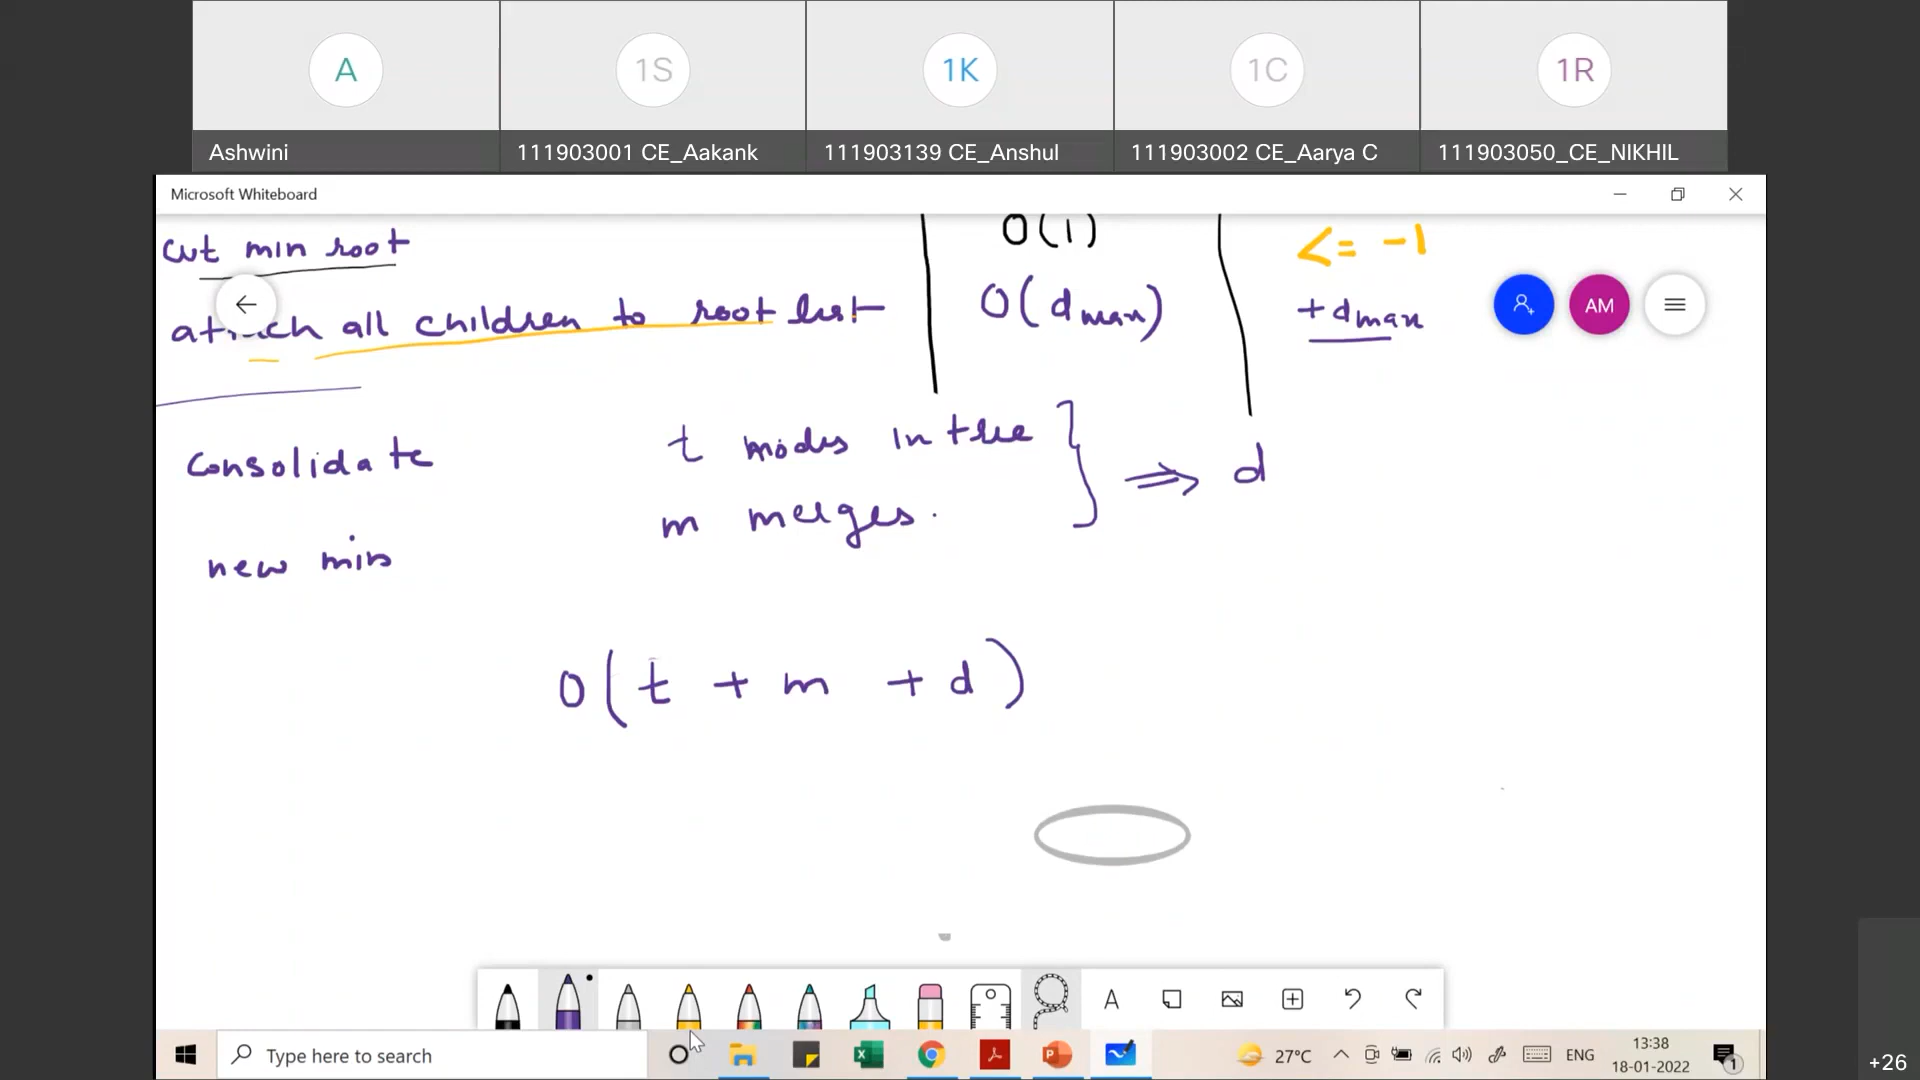 A 1S 1K 1C 1R
Ashwini 111903001 CE_Aakank 111903139 CE_Anshul 111903002 CE_Aarya C 111903050_CE_NIKHIL
Microsoft Whiteboard
cut min root O(1) <= -1
attach all children to root list O(dmax) +dmax
AM
Consolidate t nodes in tree } ⇒ d
m merges.
new min
O(t + m + d)
A
Type here to search 27°C ENG 13:38
18-01-2022 1
+26